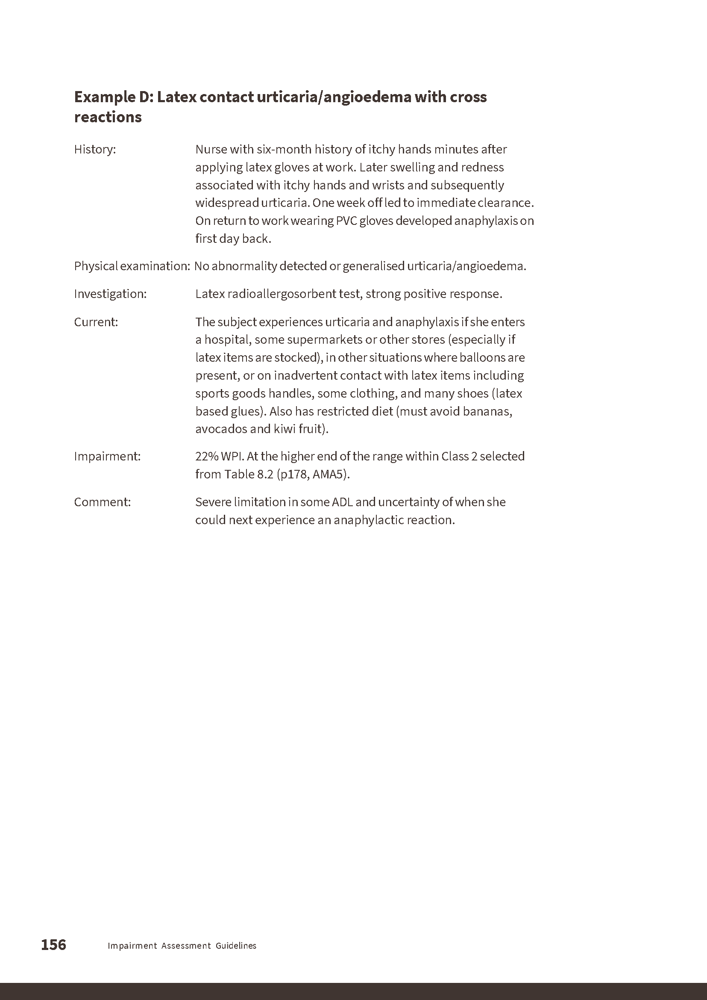 Example D: Latex contact urticaria/angioedema with cross
reactions
History: Nurse with six-month history of itchy hands minutes after
applying latex gloves at work. Later swelling and redness
associated with itchy hands and wrists and subsequently
widespread urticaria. One week off led to immediate clearance.
On return to work wearing PVC gloves developed anaphylaxis on
first day back.
Physical examination: No abnormality detected or generalised urticaria/angioedema.
Investigation: Latex radioallergosorbent test, strong positive response.
Current: The subject experiences urticaria and anaphylaxis if she enters
a hospital, some supermarkets or other stores (especially if
latex items are stocked), in other situations where balloons are
present, or on inadvertent contact with latex items including
sports goods handles, some clothing, and many shoes (latex
based glues). Also has restricted diet (must avoid bananas,
avocados and kiwi fruit).
Impairment: 22% WPI. At the higher end of the range within Class 2 selected
from Table 8.2 (p178, AMA5).
Comment: Severe limitation in some ADL and uncertainty of when she
could next experience an anaphylactic reaction.
156 Impairment Assessment Guidelines